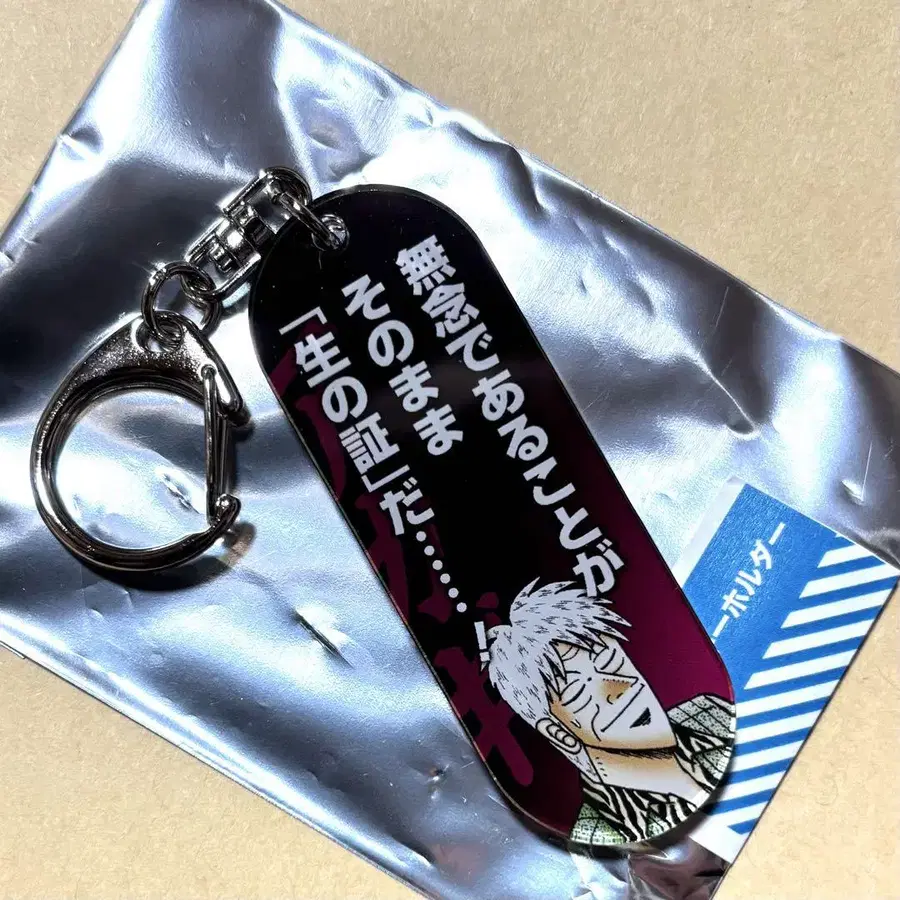 無念であることが
そのまま
「生の証」だ……!
ーホルダー